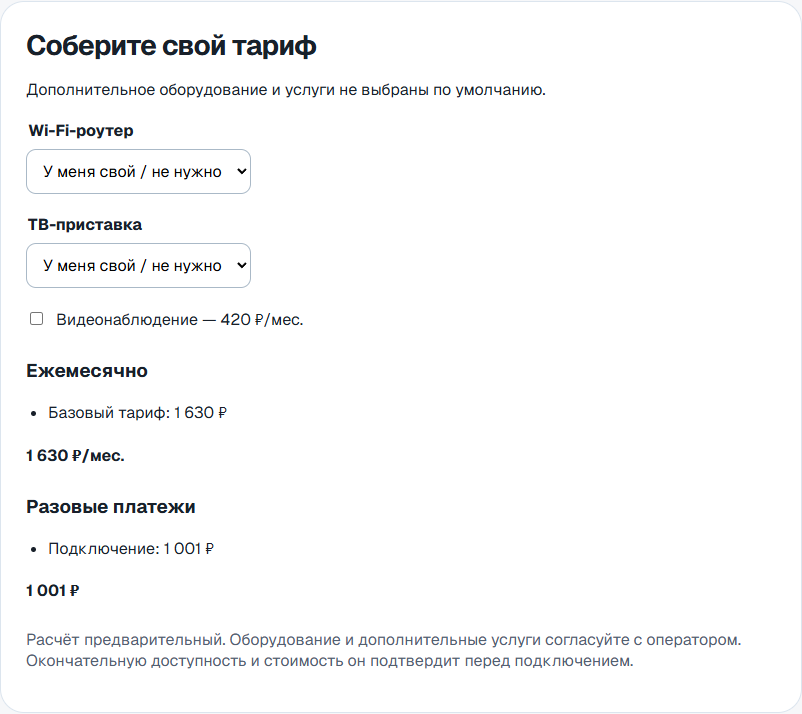 Соберите свой тариф
Дополнительное оборудование и услуги не выбраны по умолчанию.
Wi-Fi-роутер
У меня свой / не нужно
ТВ-приставка
У меня свой / не нужно
Видеонаблюдение — 420 ₽/мес.
Ежемесячно
• Базовый тариф: 1 630 ₽
1 630 ₽/мес.
Разовые платежи
• Подключение: 1 001 ₽
1 001 ₽
Расчёт предварительный. Оборудование и дополнительные услуги согласуйте с оператором.
Окончательную доступность и стоимость он подтвердит перед подключением.